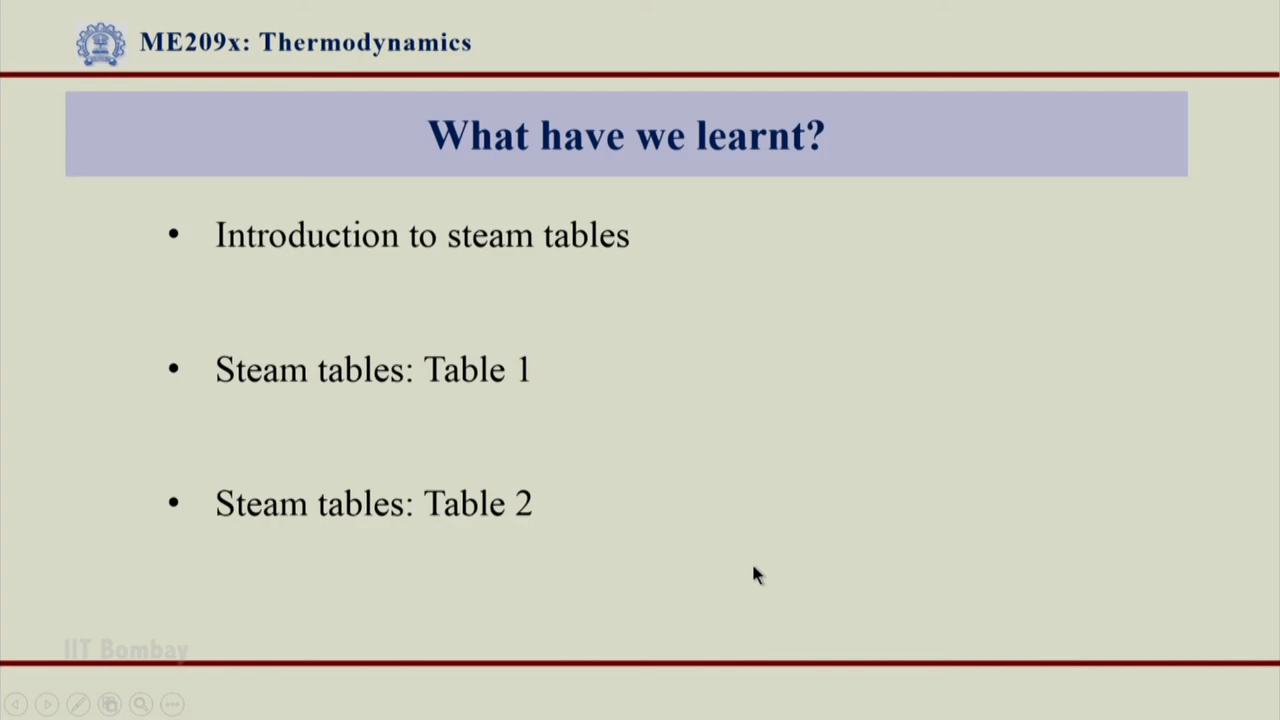 ME209x: Thermodynamics
What have we learnt?
• Introduction to steam tables
• Steam tables: Table 1
• Steam tables: Table 2
IIT Bombay